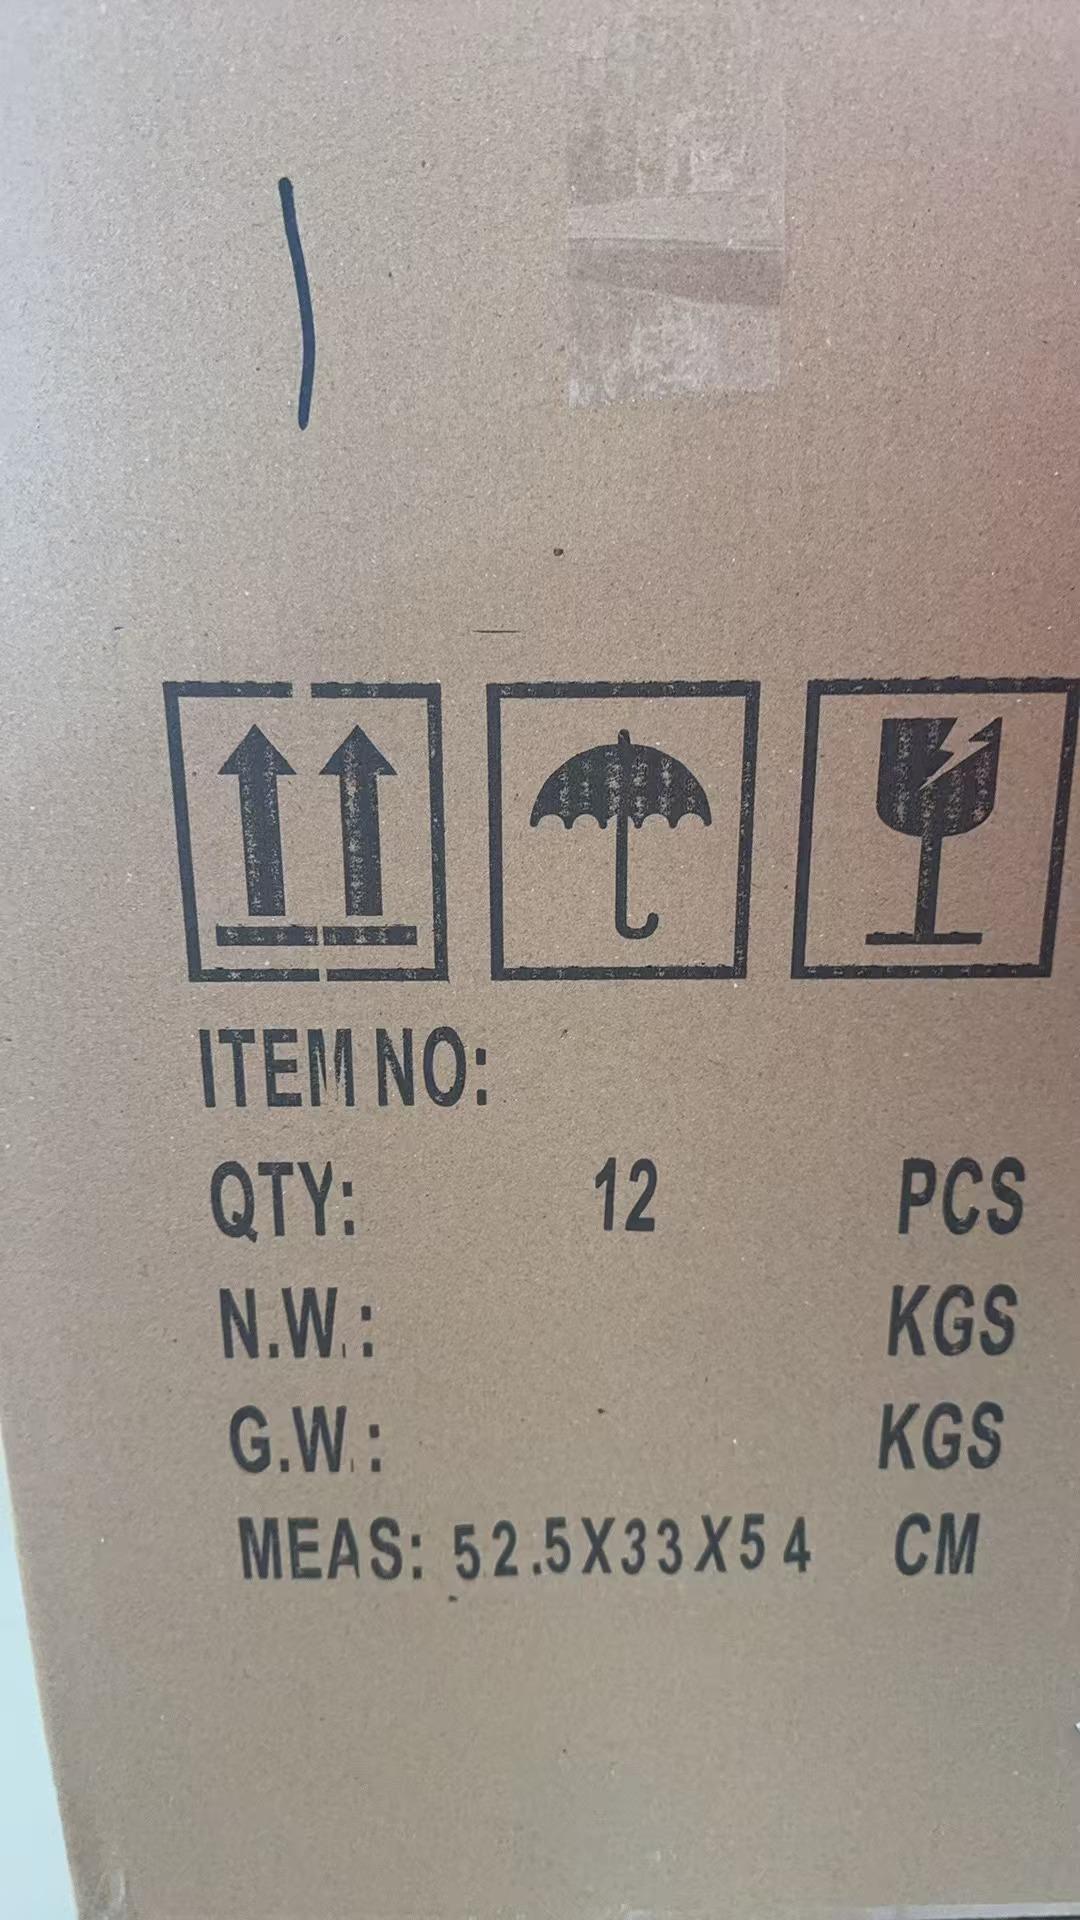 ITEM NO:
QTY: 12 PCS
N.W.: KGS
G.W.: KGS
MEAS: 52.5X33X54 CM